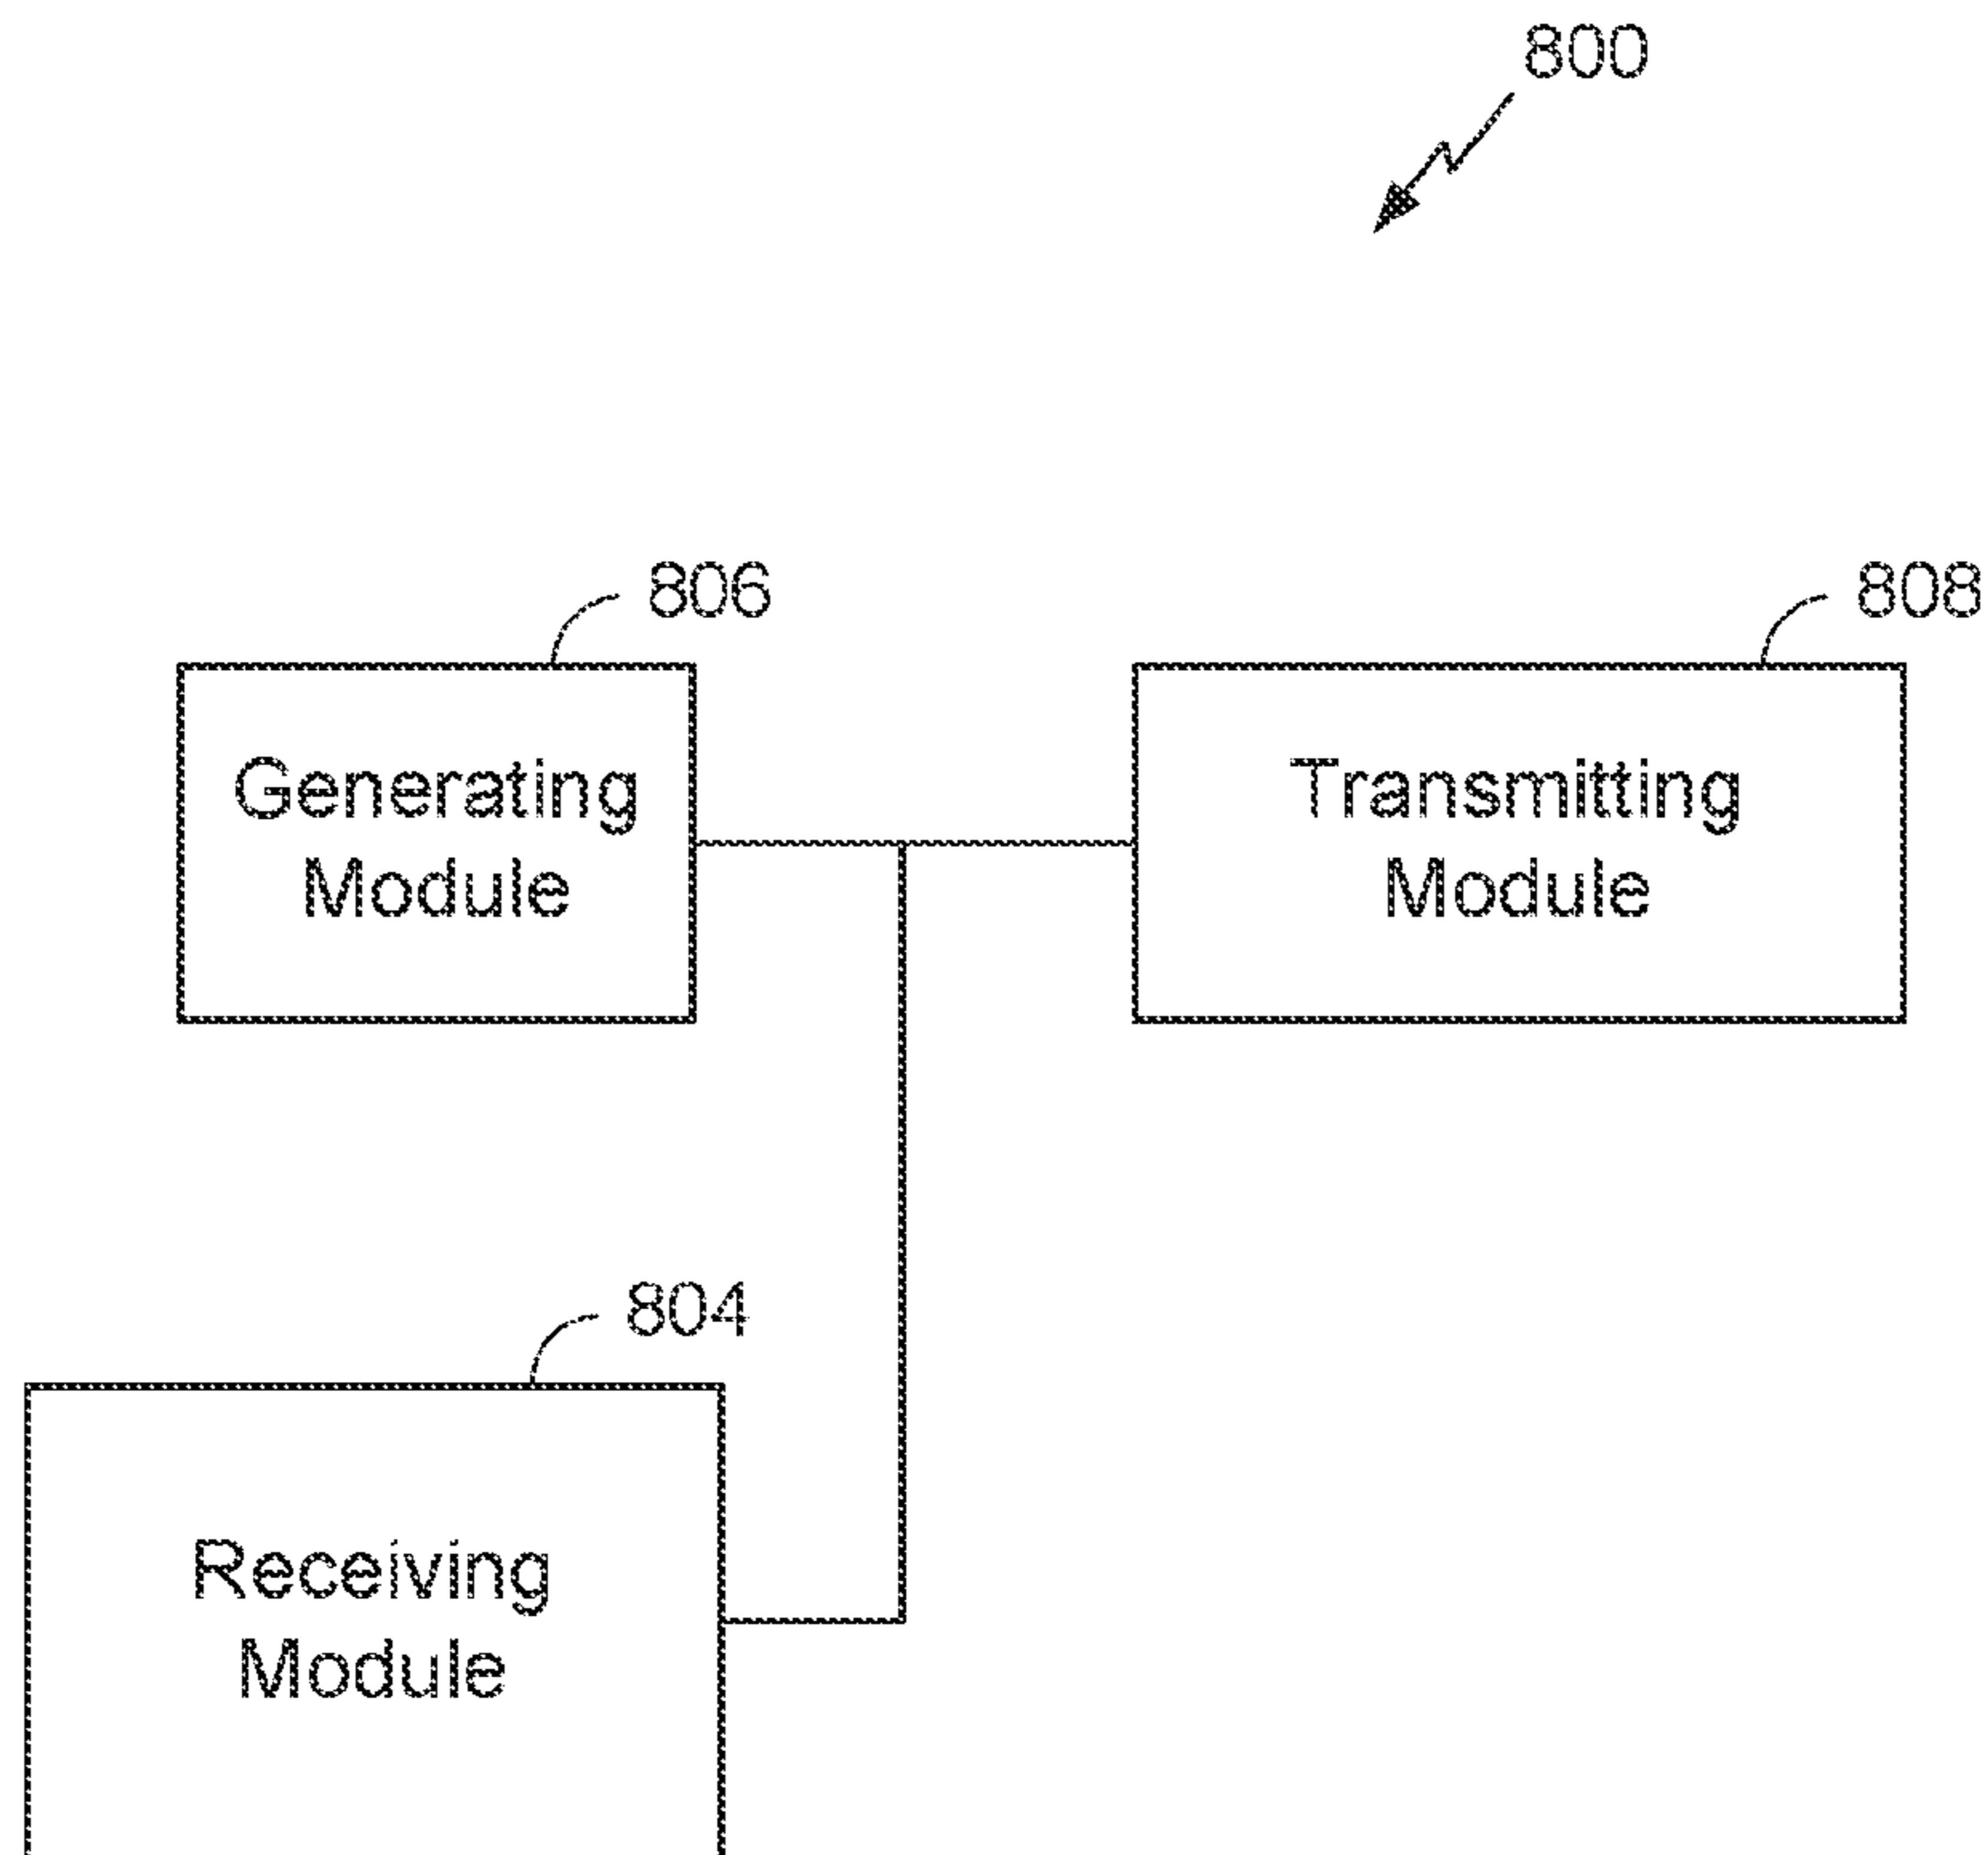 800
806
808
Generating
Module
Transmitting
Module
804
Receiving
Module